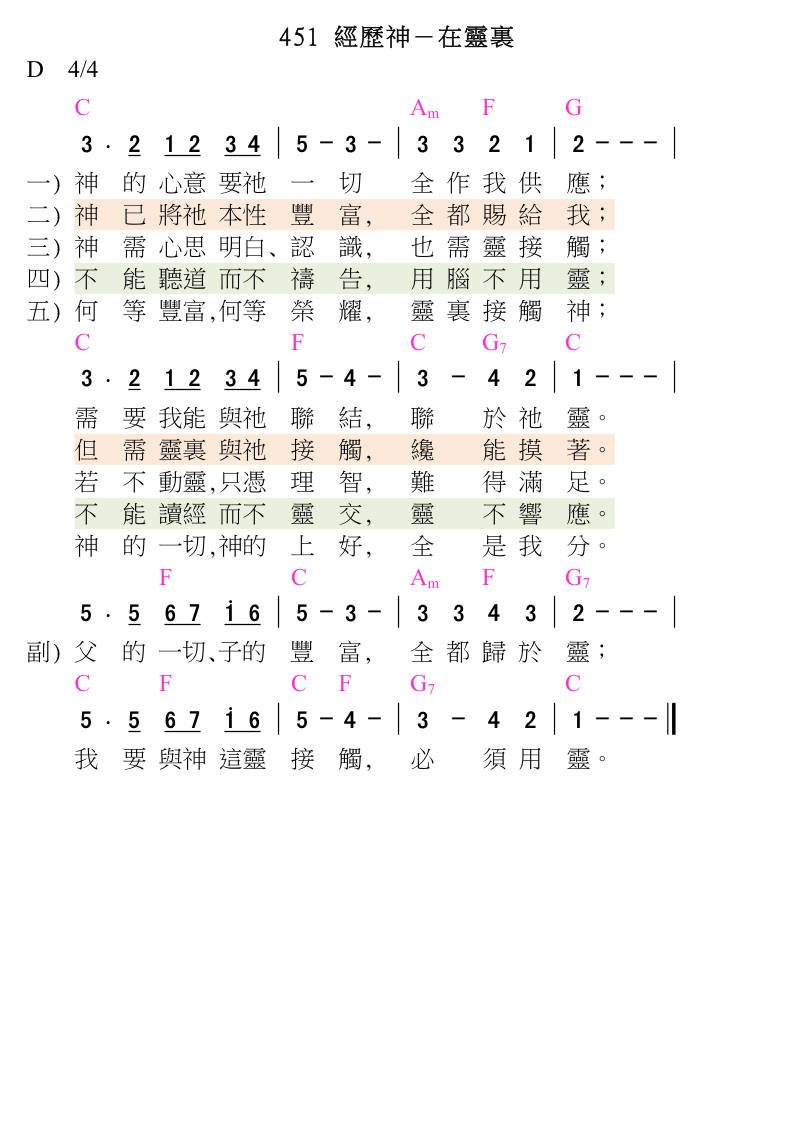 451 經歷神－在靈裏
D 4/4
C Am F G
3 · 2 1 2 3 4 | 5 - 3 - | 3 3 2 1 | 2 - - - |
一) 神 的 心意 要祂 一 切 全 作 我 供 應；
二) 神 已 將祂 本性 豐 富, 全 都 賜 給 我；
三) 神 需 心思 明白、認 識, 也 需 靈 接 觸；
四) 不 能 聽道 而不 禱 告, 用 腦 不 用 靈；
五) 何 等 豐富,何等 榮 耀, 靈 裏 接 觸 神；
C F C G7 C
3 · 2 1 2 3 4 | 5 - 4 - | 3 - 4 2 | 1 - - - |
需 要 我能 與祂 聯 結, 聯 於 祂 靈。
但 需 靈裏 與祂 接 觸, 纔 能 摸 著。
若 不 動靈,只憑 理 智, 難 得 滿 足。
不 能 讀經 而不 靈 交, 靈 不 響 應。
神 的 一切,神的 上 好, 全 是 我 分。
F C Am F G7
5 · 5 6 7 i 6 | 5 - 3 - | 3 3 4 3 | 2 - - - |
副) 父 的 一切、子的 豐 富, 全 都 歸 於 靈；
C F C F G7 C
5 · 5 6 7 i 6 | 5 - 4 - | 3 - 4 2 | 1 - - - ‖
我 要 與神 這靈 接 觸, 必 須 用 靈。